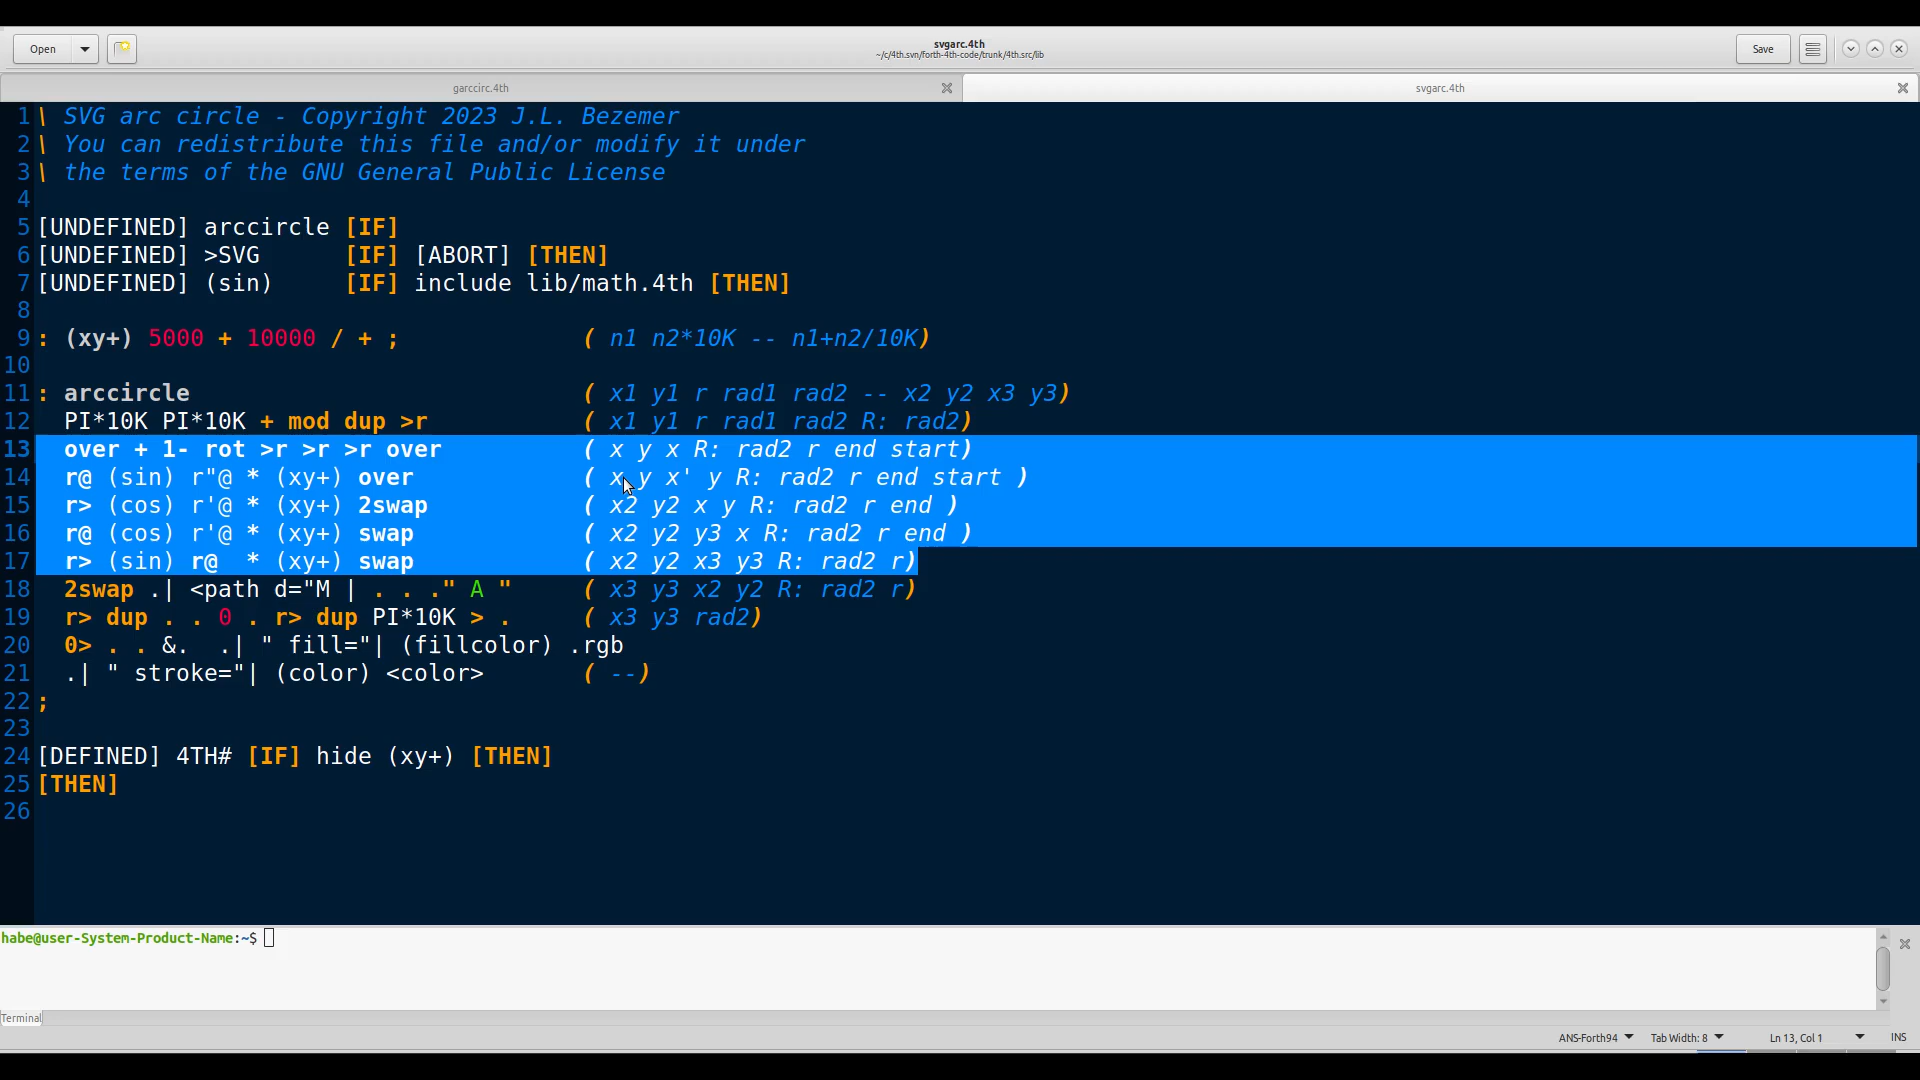 Open
svgarc.4th
~/c/4th.svn/forth-4th-code/trunk/4th.src/lib
Save
garccirc.4th
svgarc.4th
1 \ SVG arc circle - Copyright 2023 J.L. Bezemer
2 \ You can redistribute this file and/or modify it under
3 \ the terms of the GNU General Public License
4
5 [UNDEFINED] arccircle [IF]
6 [UNDEFINED] >SVG      [IF] [ABORT] [THEN]
7 [UNDEFINED] (sin)     [IF] include lib/math.4th [THEN]
8
9 : (xy+) 5000 + 10000 / + ;             ( n1 n2*10K -- n1+n2/10K)
10
11 : arccircle                            ( x1 y1 r rad1 rad2 -- x2 y2 x3 y3)
12   PI*10K PI*10K + mod dup >r           ( x1 y1 r rad1 rad2 R: rad2)
13   over + 1- rot >r >r >r over          ( x y x R: rad2 r end start)
14   r@ (sin) r"@ * (xy+) over            ( x y x' y R: rad2 r end start )
15   r> (cos) r'@ * (xy+) 2swap           ( x2 y2 x y R: rad2 r end )
16   r@ (cos) r'@ * (xy+) swap            ( x2 y2 y3 x R: rad2 r end )
17   r> (sin) r@  * (xy+) swap            ( x2 y2 x3 y3 R: rad2 r)
18   2swap .| <path d="M | . . ." A "     ( x3 y3 x2 y2 R: rad2 r)
19   r> dup . . 0 . r> dup PI*10K > .     ( x3 y3 rad2)
20   0> . . &.  .| " fill="| (fillcolor) .rgb
21   .| " stroke="| (color) <color>       ( --)
22 ;
23
24 [DEFINED] 4TH# [IF] hide (xy+) [THEN]
25 [THEN]
26
habe@user-System-Product-Name:~$
Terminal
ANS-Forth94 Tab Width: 8 Ln 13, Col 1 INS